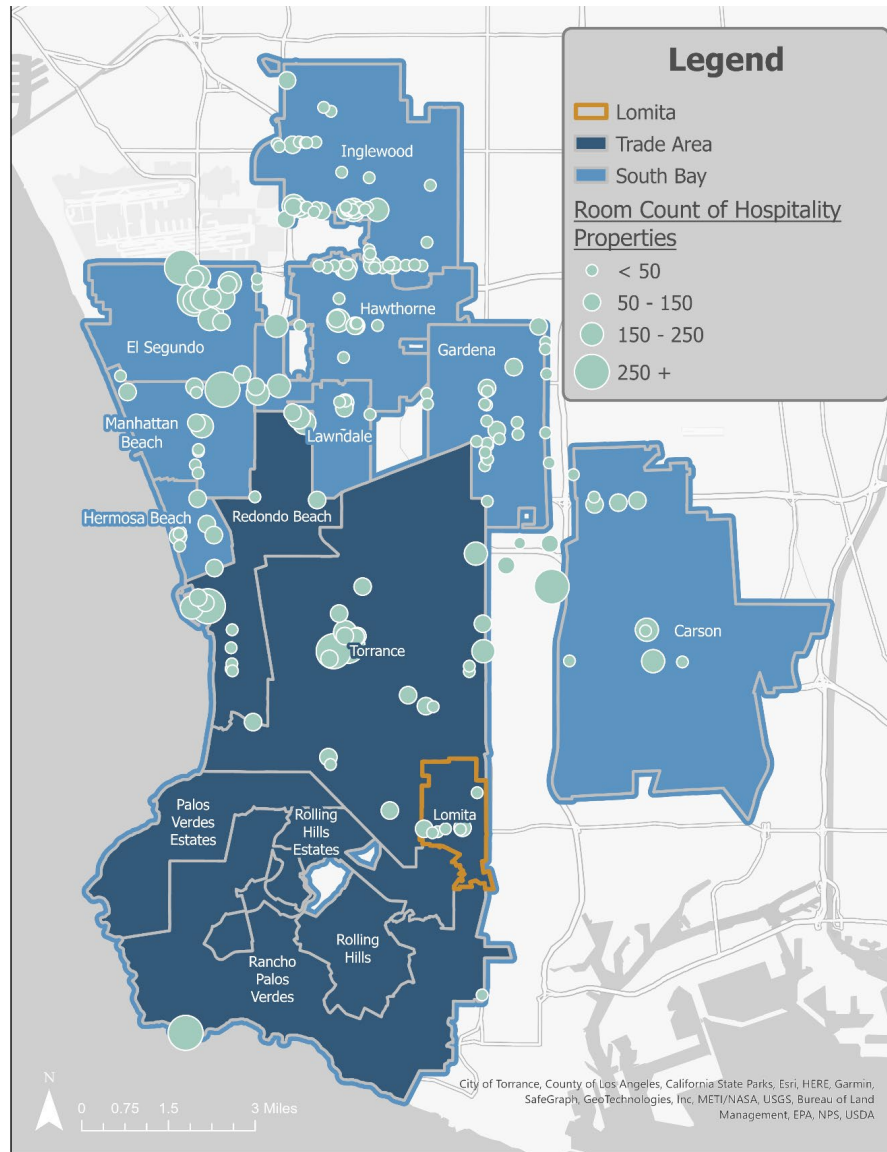 Legend
Lomita
Trade Area
South Bay
Room Count of Hospitality
Properties
< 50
50 - 150
150 - 250
250 +
Inglewood
Hawthorne
El Segundo
Gardena
Manhattan
Beach
Lawndale
Hermosa Beach
Redondo Beach
Carson
Torrance
Palos
Verdes
Estates
Rolling
Hills
Estates
Lomita
Rolling
Hills
Rancho
Palos
Verdes
N
0 0.75 1.5 3 Miles
City of Torrance, County of Los Angeles, California State Parks, Esri, HERE, Garmin,
SafeGraph, GeoTechnologies, Inc, METI/NASA, USGS, Bureau of Land
Management, EPA, NPS, USDA